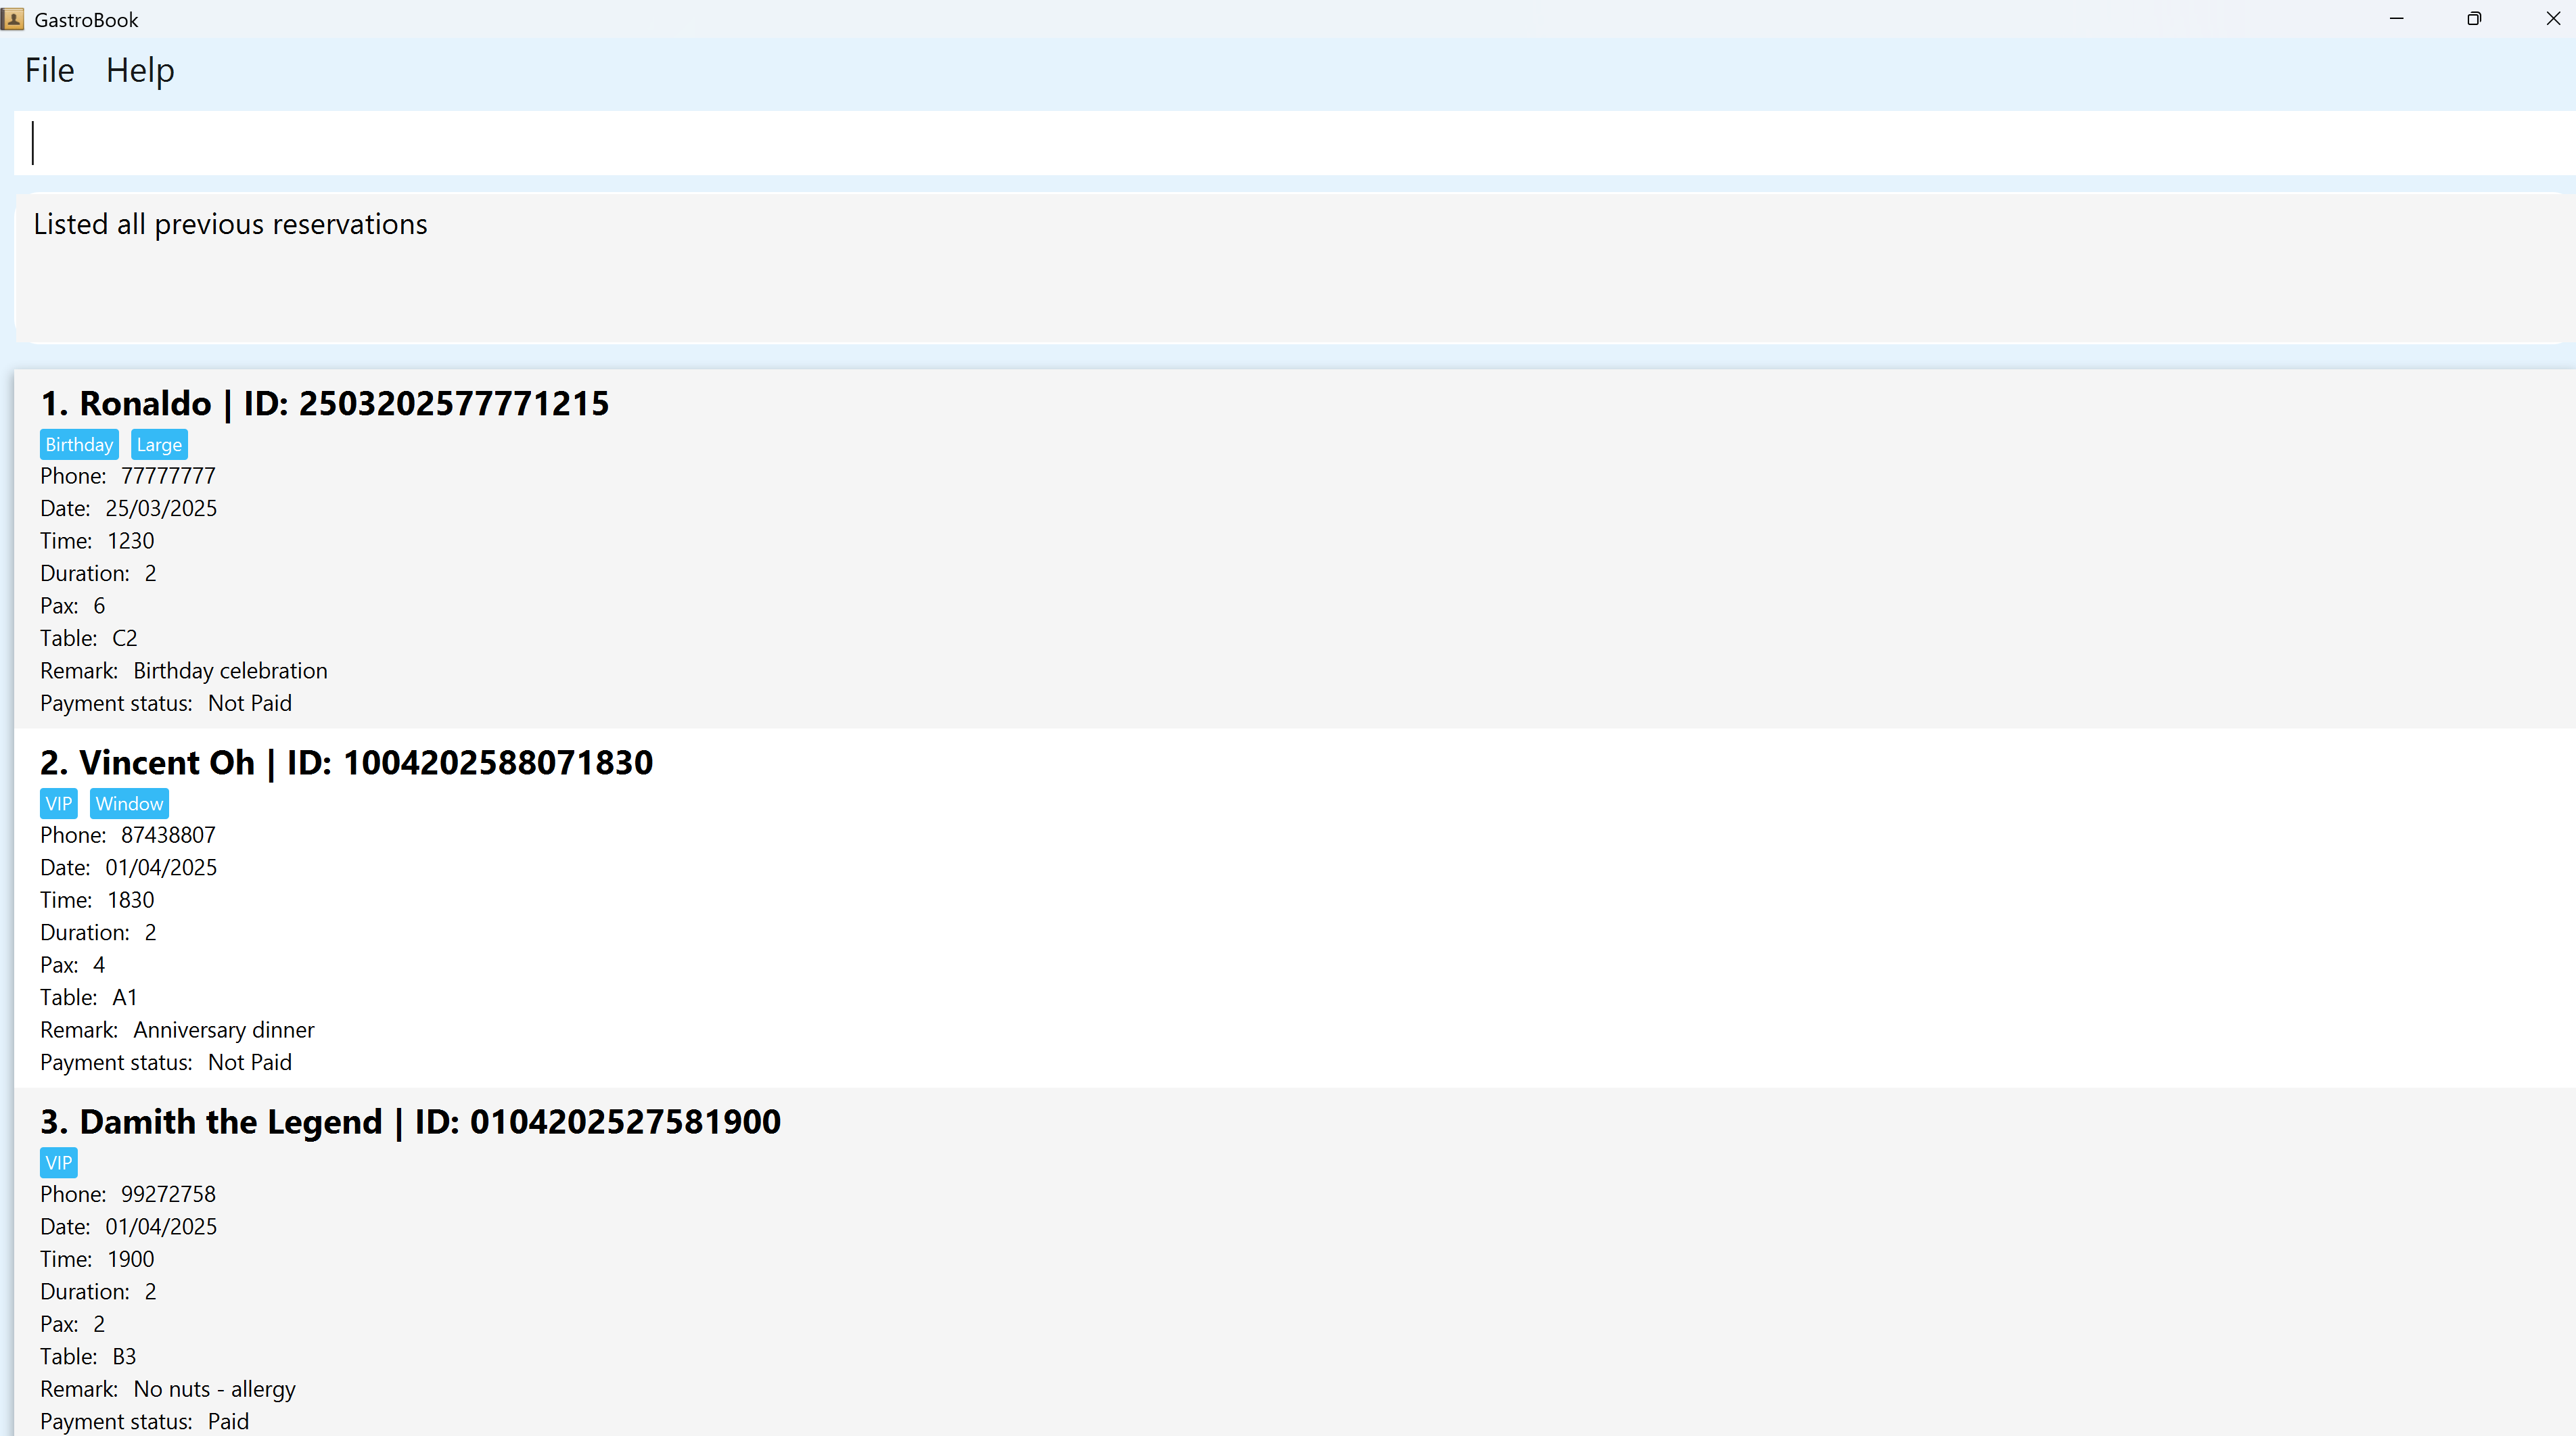 GastroBook
File Help
Listed all previous reservations
1. Ronaldo | ID: 2503202577771215
Birthday Large
Phone: 77777777
Date: 25/03/2025
Time: 1230
Duration: 2
Pax: 6
Table: C2
Remark: Birthday celebration
Payment status: Not Paid
2. Vincent Oh | ID: 1004202588071830
VIP Window
Phone: 87438807
Date: 01/04/2025
Time: 1830
Duration: 2
Pax: 4
Table: A1
Remark: Anniversary dinner
Payment status: Not Paid
3. Damith the Legend | ID: 0104202527581900
VIP
Phone: 99272758
Date: 01/04/2025
Time: 1900
Duration: 2
Pax: 2
Table: B3
Remark: No nuts - allergy
Payment status: Paid